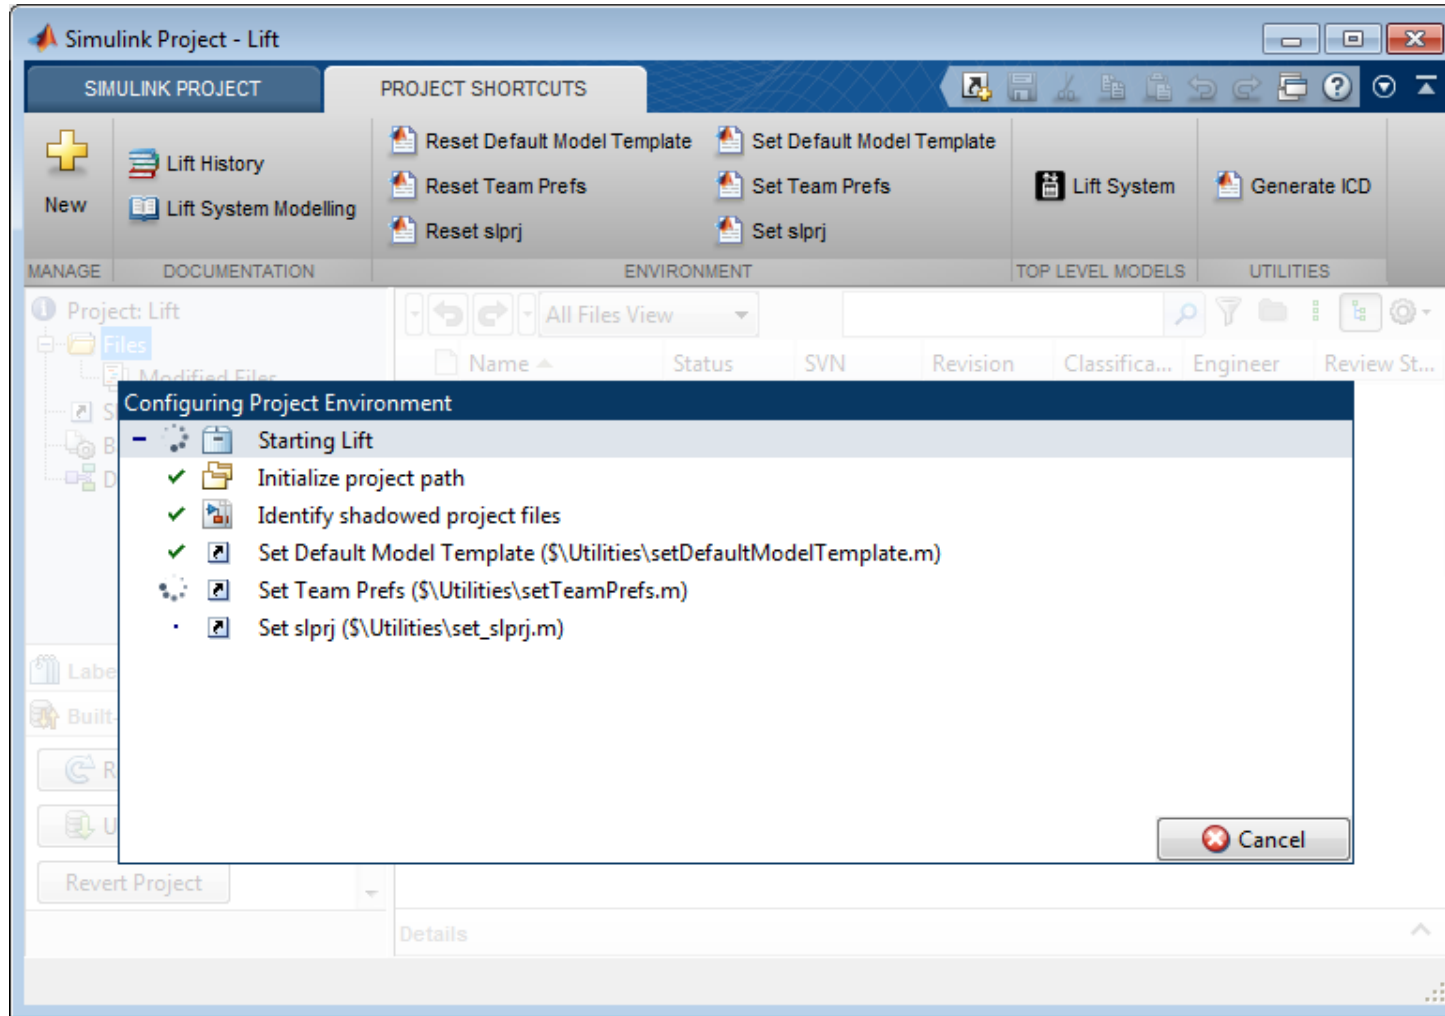 Simulink Project - Lift
SIMULINK PROJECT
PROJECT SHORTCUTS
New
Lift History
Lift System Modelling
Reset Default Model Template
Set Default Model Template
Reset Team Prefs
Set Team Prefs
Reset slprj
Set slprj
Lift System
Generate ICD
MANAGE
DOCUMENTATION
ENVIRONMENT
TOP LEVEL MODELS
UTILITIES
Project: Lift
Files
Modified Files
All Files View
Name
Status
SVN
Revision
Classifica...
Engineer
Review St...
Configuring Project Environment
Starting Lift
Initialize project path
Identify shadowed project files
Set Default Model Template ($\Utilities\setDefaultModelTemplate.m)
Set Team Prefs ($\Utilities\setTeamPrefs.m)
Set slprj ($\Utilities\set_slprj.m)
Cancel
Revert Project
Details